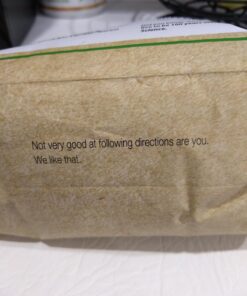 Not very good at following directions are you.
We like that.